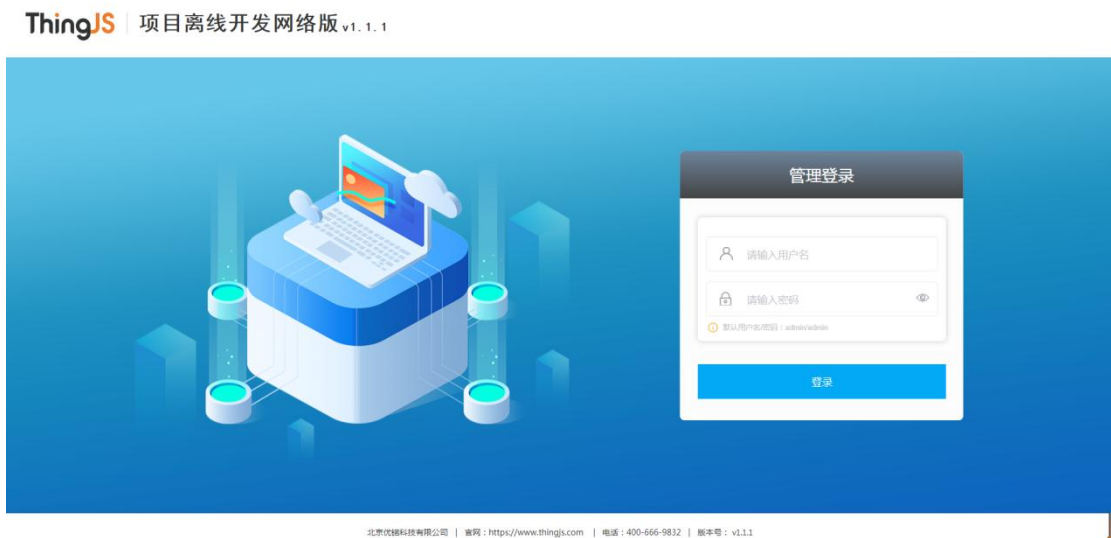 ThingJS 项目离线开发网络版 v1.1.1
管理登录
请输入用户名
请输入密码
默认用户名/密码：admin/admin
登录
北京优锘科技有限公司 | 官网：https://www.thingjs.com | 电话：400-666-9832 | 版本号： v1.1.1